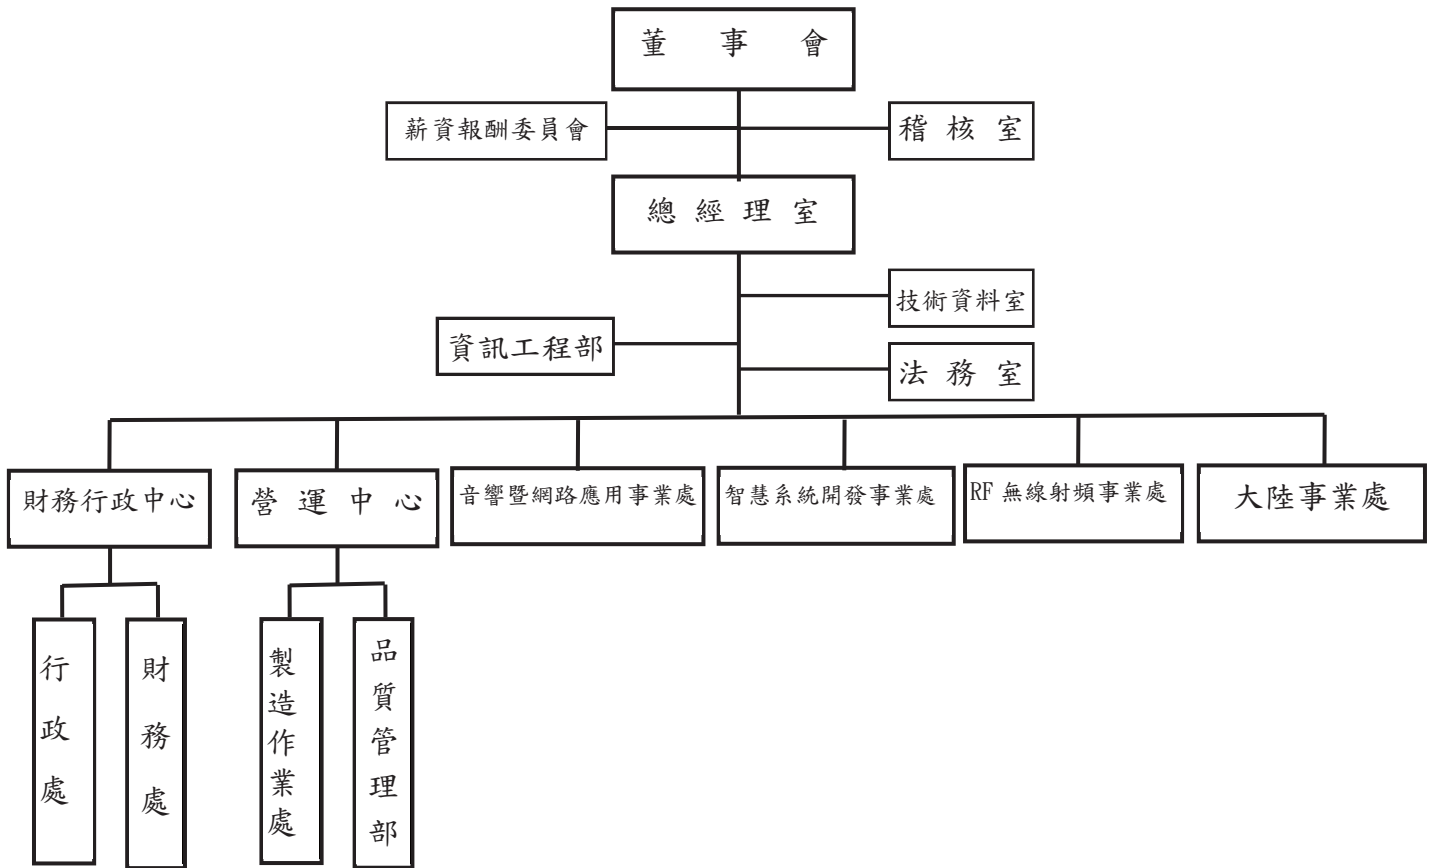 董事會
薪資報酬委員會
稽核室
總經理室
技術資料室
資訊工程部
法務室
財務行政中心
營運中心
音響暨網路應用事業處
智慧系統開發事業處
RF 無線射頻事業處
大陸事業處
行政處
財務處
製造作業處
品質管理部